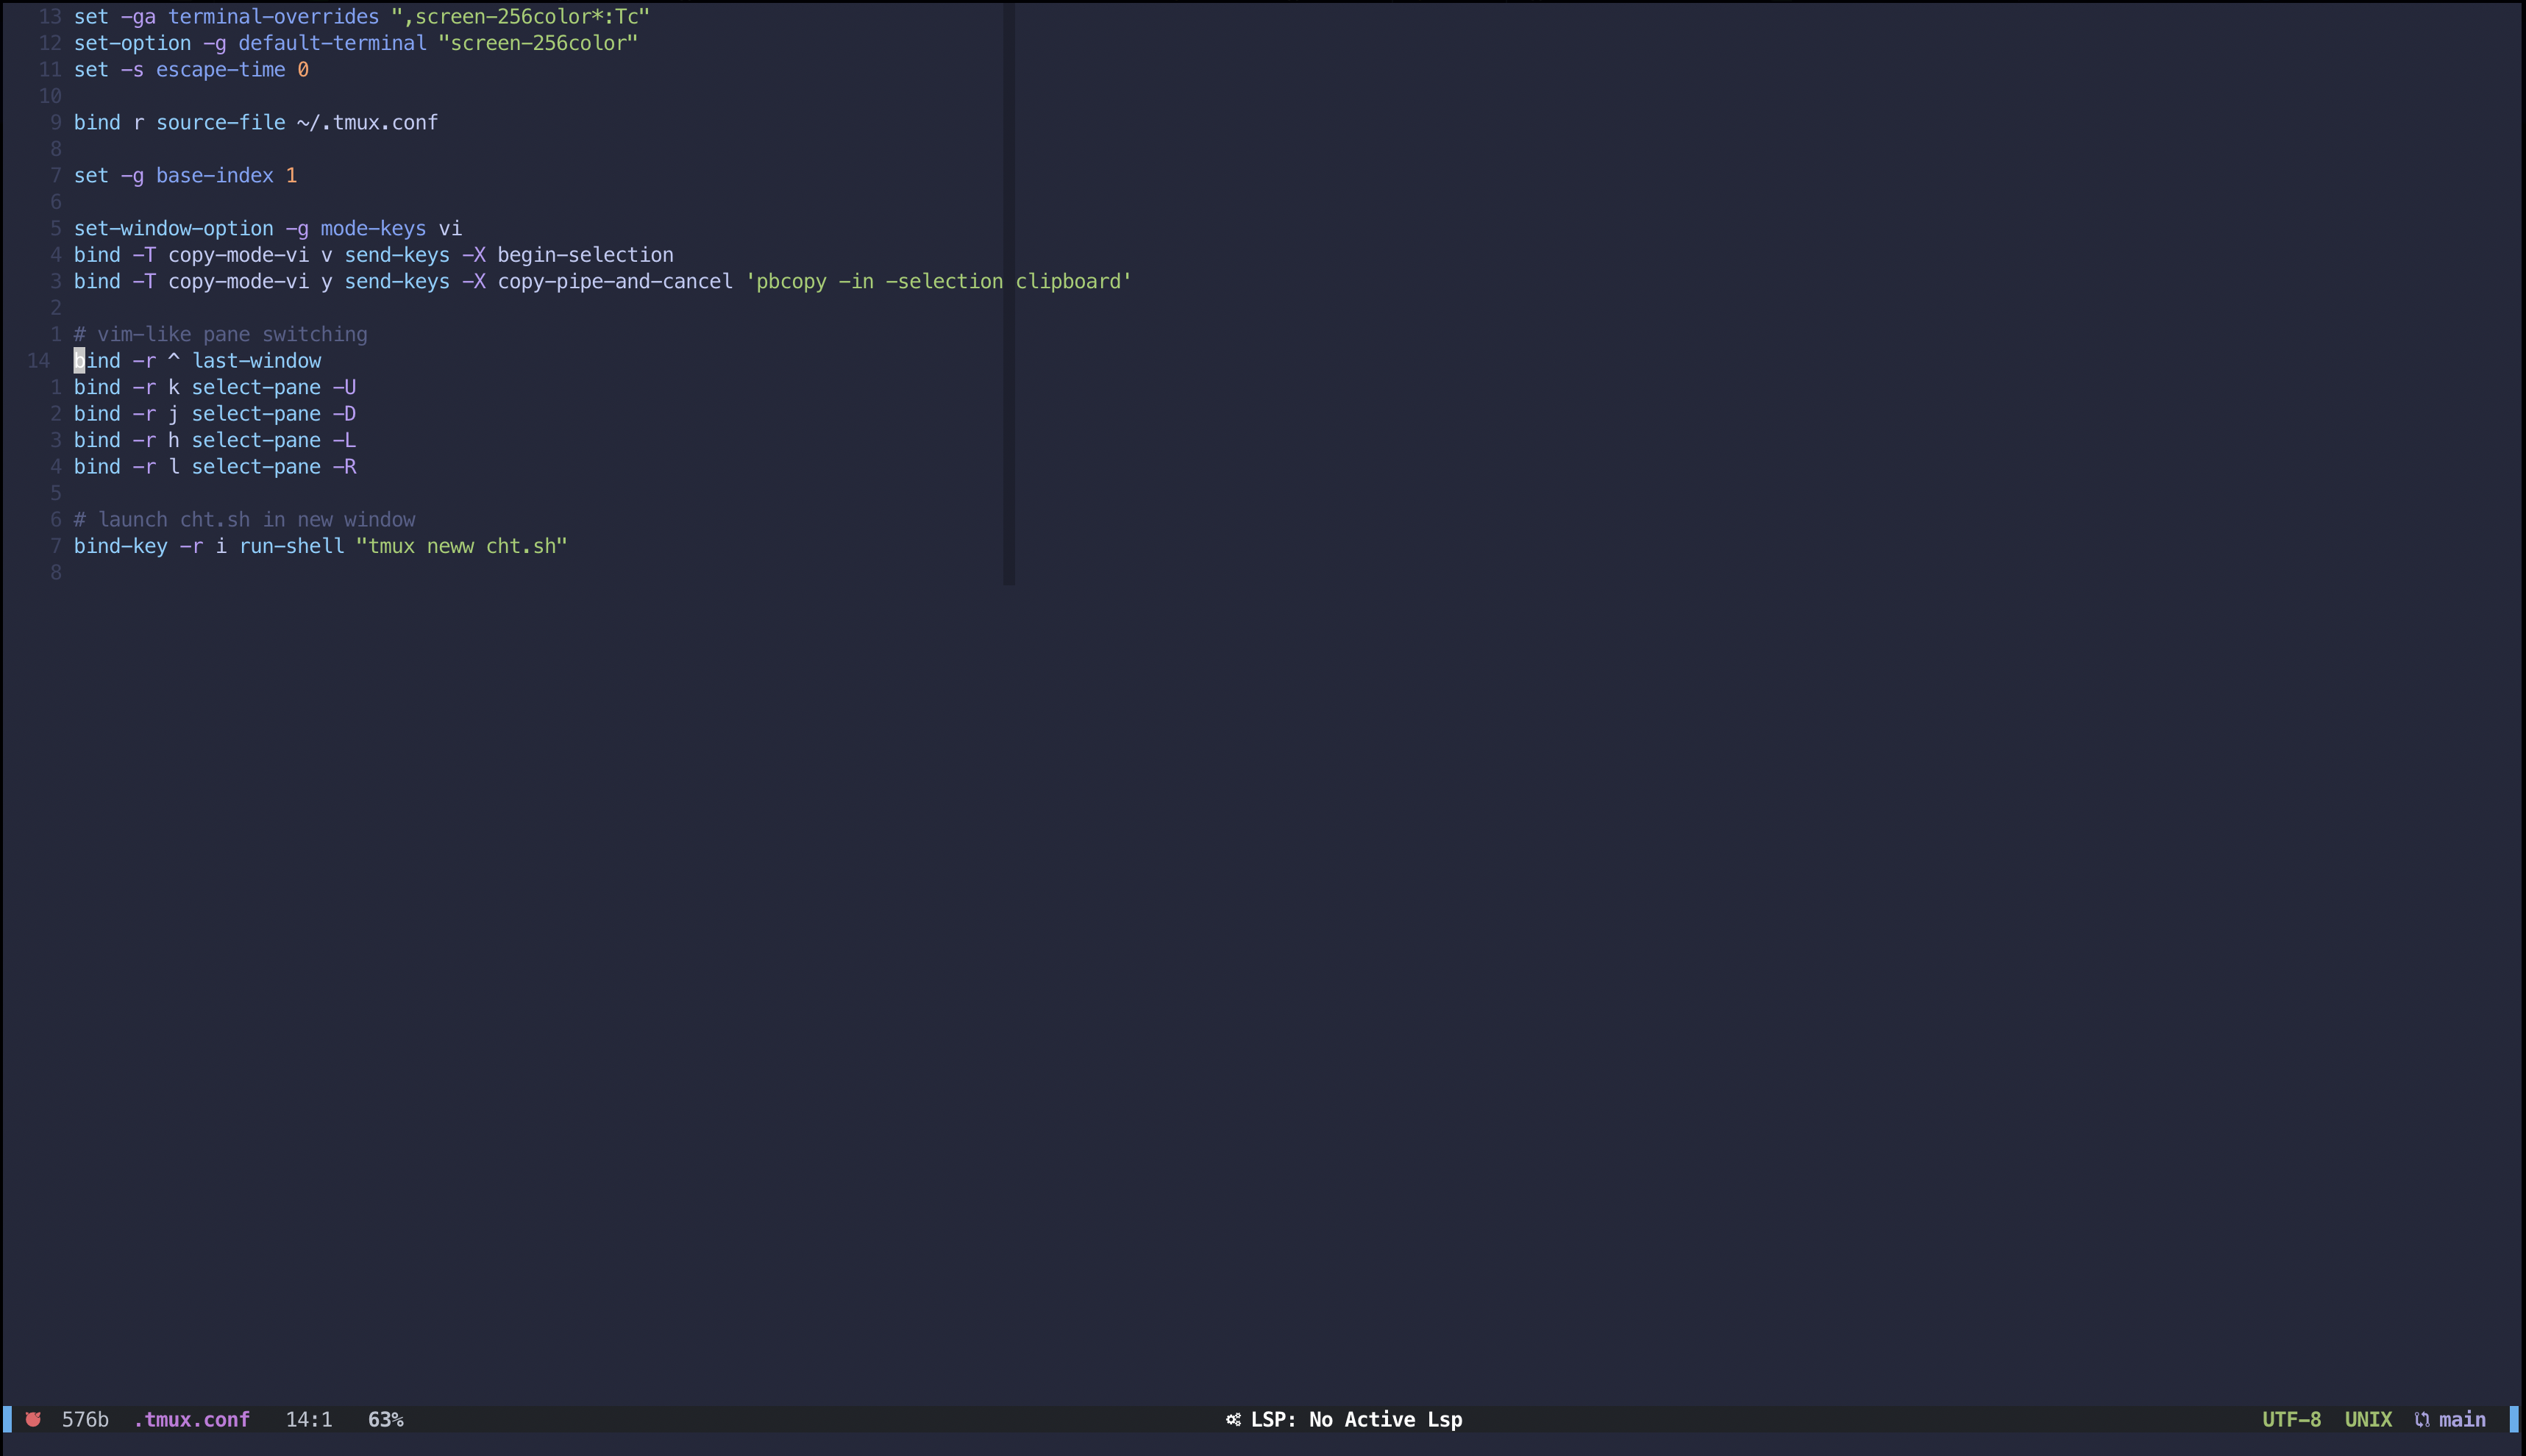 13 set -ga terminal-overrides ",screen-256color*:Tc"
12 set-option -g default-terminal "screen-256color"
11 set -s escape-time 0
10
9 bind r source-file ~/.tmux.conf
8
7 set -g base-index 1
6
5 set-window-option -g mode-keys vi
4 bind -T copy-mode-vi v send-keys -X begin-selection
3 bind -T copy-mode-vi y send-keys -X copy-pipe-and-cancel 'pbcopy -in -selection clipboard'
2
1 # vim-like pane switching
14 bind -r ^ last-window
1 bind -r k select-pane -U
2 bind -r j select-pane -D
3 bind -r h select-pane -L
4 bind -r l select-pane -R
5
6 # launch cht.sh in new window
7 bind-key -r i run-shell "tmux neww cht.sh"
8
576b .tmux.conf 14:1 63% LSP: No Active Lsp UTF-8 UNIX main